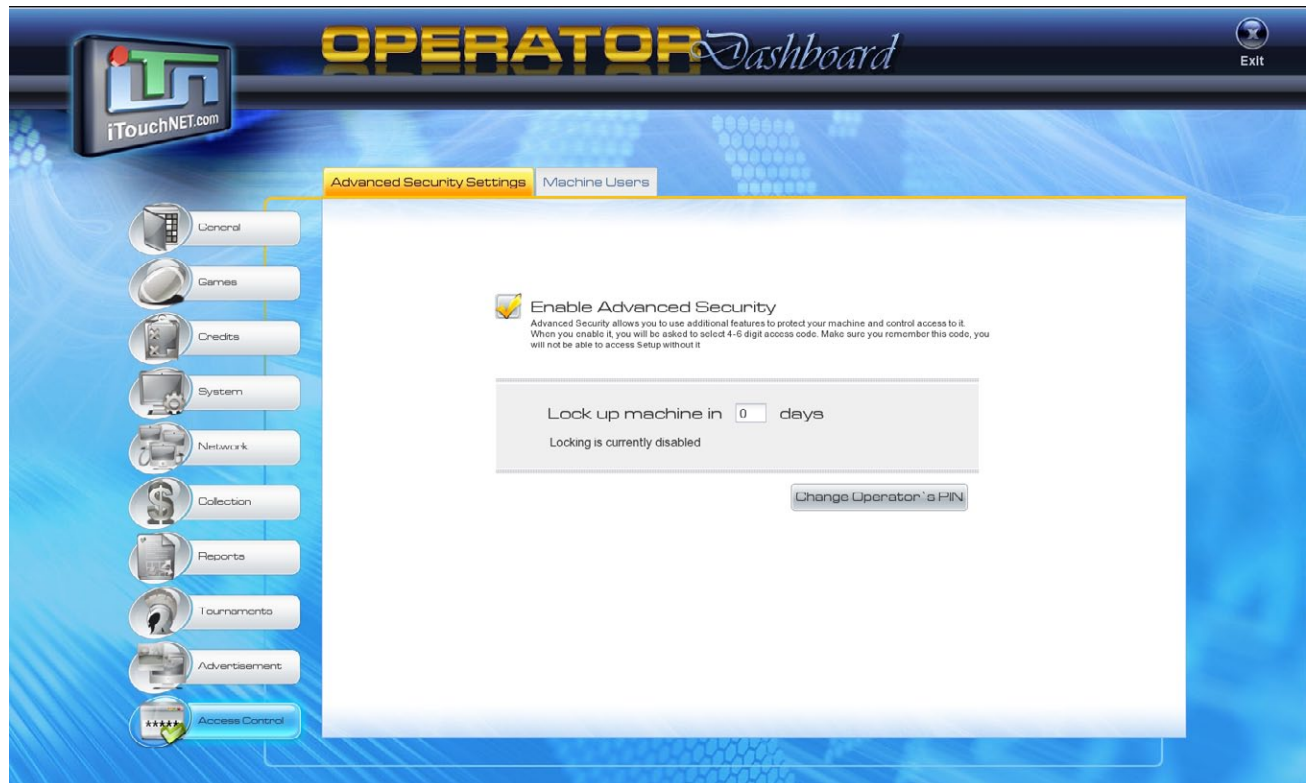 OPERATOR Dashboard
Exit
iTn
iTouchNET.com
Advanced Security Settings
Machine Users
General
Games
Credits
System
Network
Collection
Reports
Tournaments
Advertisement
Access Control
Enable Advanced Security
Advanced Security allows you to use additional features to protect your machine and control access to it.
When you enable it, you will be asked to select 4-6 digit access code. Make sure you remember this code, you
will not be able to access Setup without it
Lock up machine in 0 days
Locking is currently disabled
Change Operator`s PIN